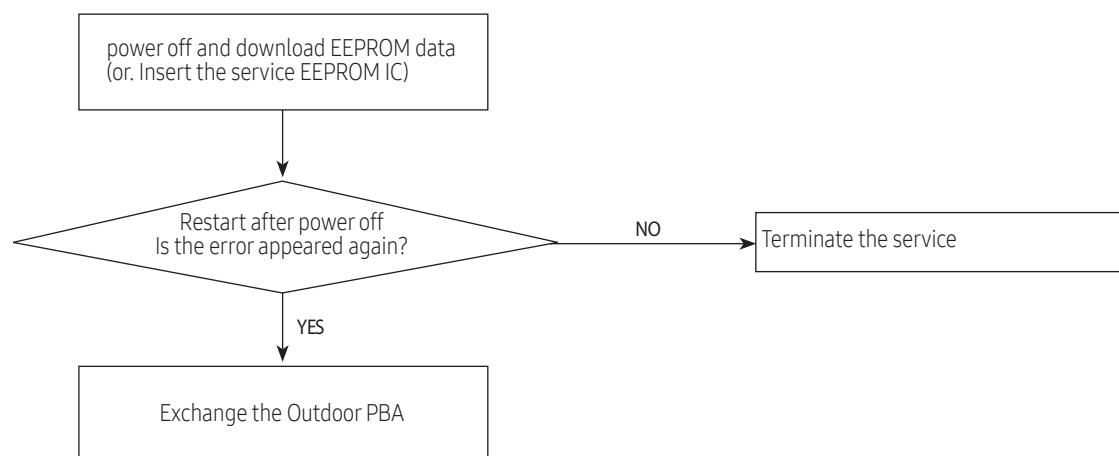 power off and download EEPROM data
(or. Insert the service EEPROM IC)
Restart after power off
Is the error appeared again?
NO
Terminate the service
YES
Exchange the Outdoor PBA